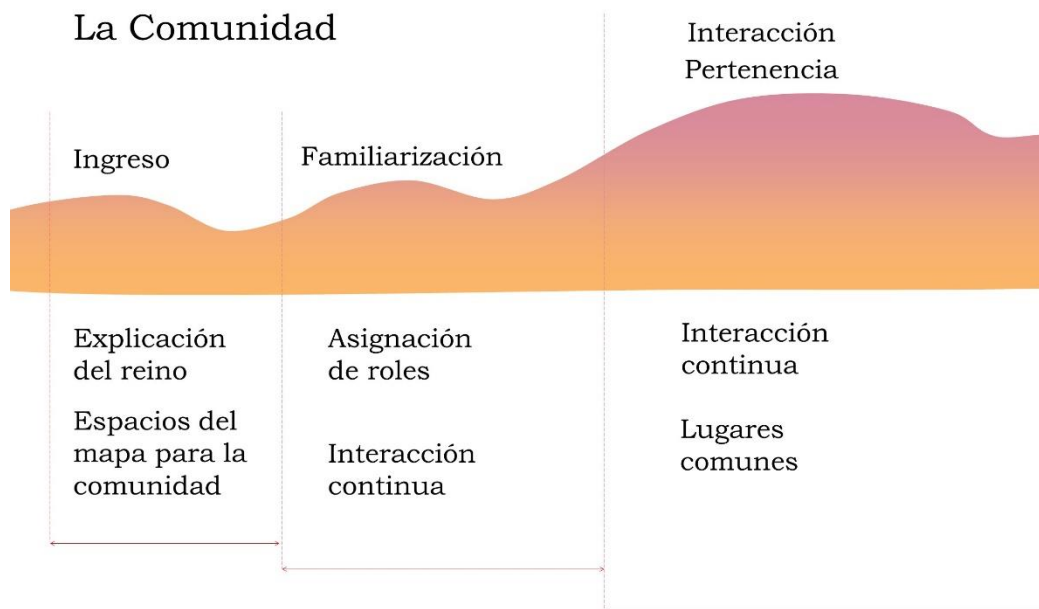 La Comunidad
Interacción
Pertenencia
Ingreso
Familiarización
Explicación
del reino
Espacios del
mapa para la
comunidad
Asignación
de roles
Interacción
continua
Interacción
continua
Lugares
comunes